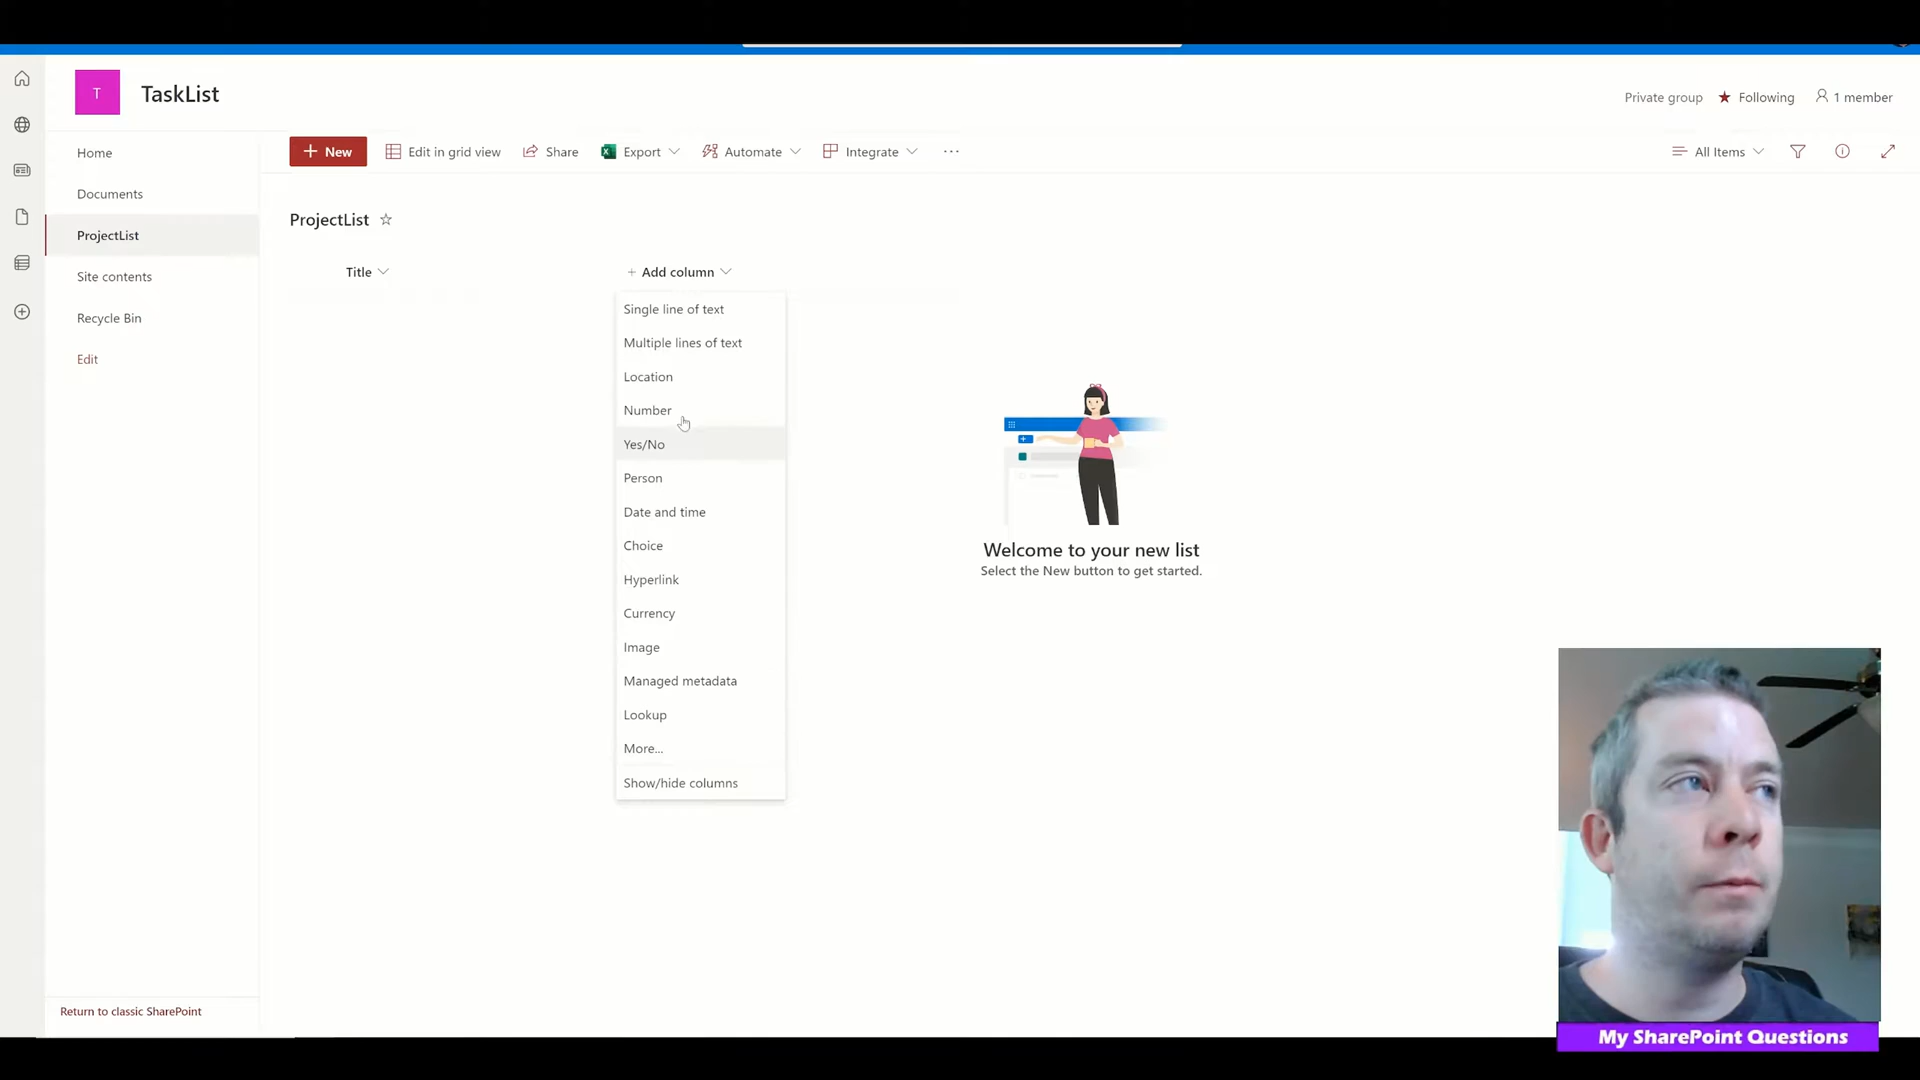 T
TaskList
Private group
Following
1 member
Home
Documents
ProjectList
Site contents
Recycle Bin
Edit
Return to classic SharePoint
+ New
Edit in grid view
Share
Export
Automate
Integrate
...
All Items
ProjectList
Title
+ Add column
Single line of text
Multiple lines of text
Location
Number
Yes/No
Person
Date and time
Choice
Hyperlink
Currency
Image
Managed metadata
Lookup
More...
Show/hide columns
Welcome to your new list
Select the New button to get started.
My SharePoint Questions